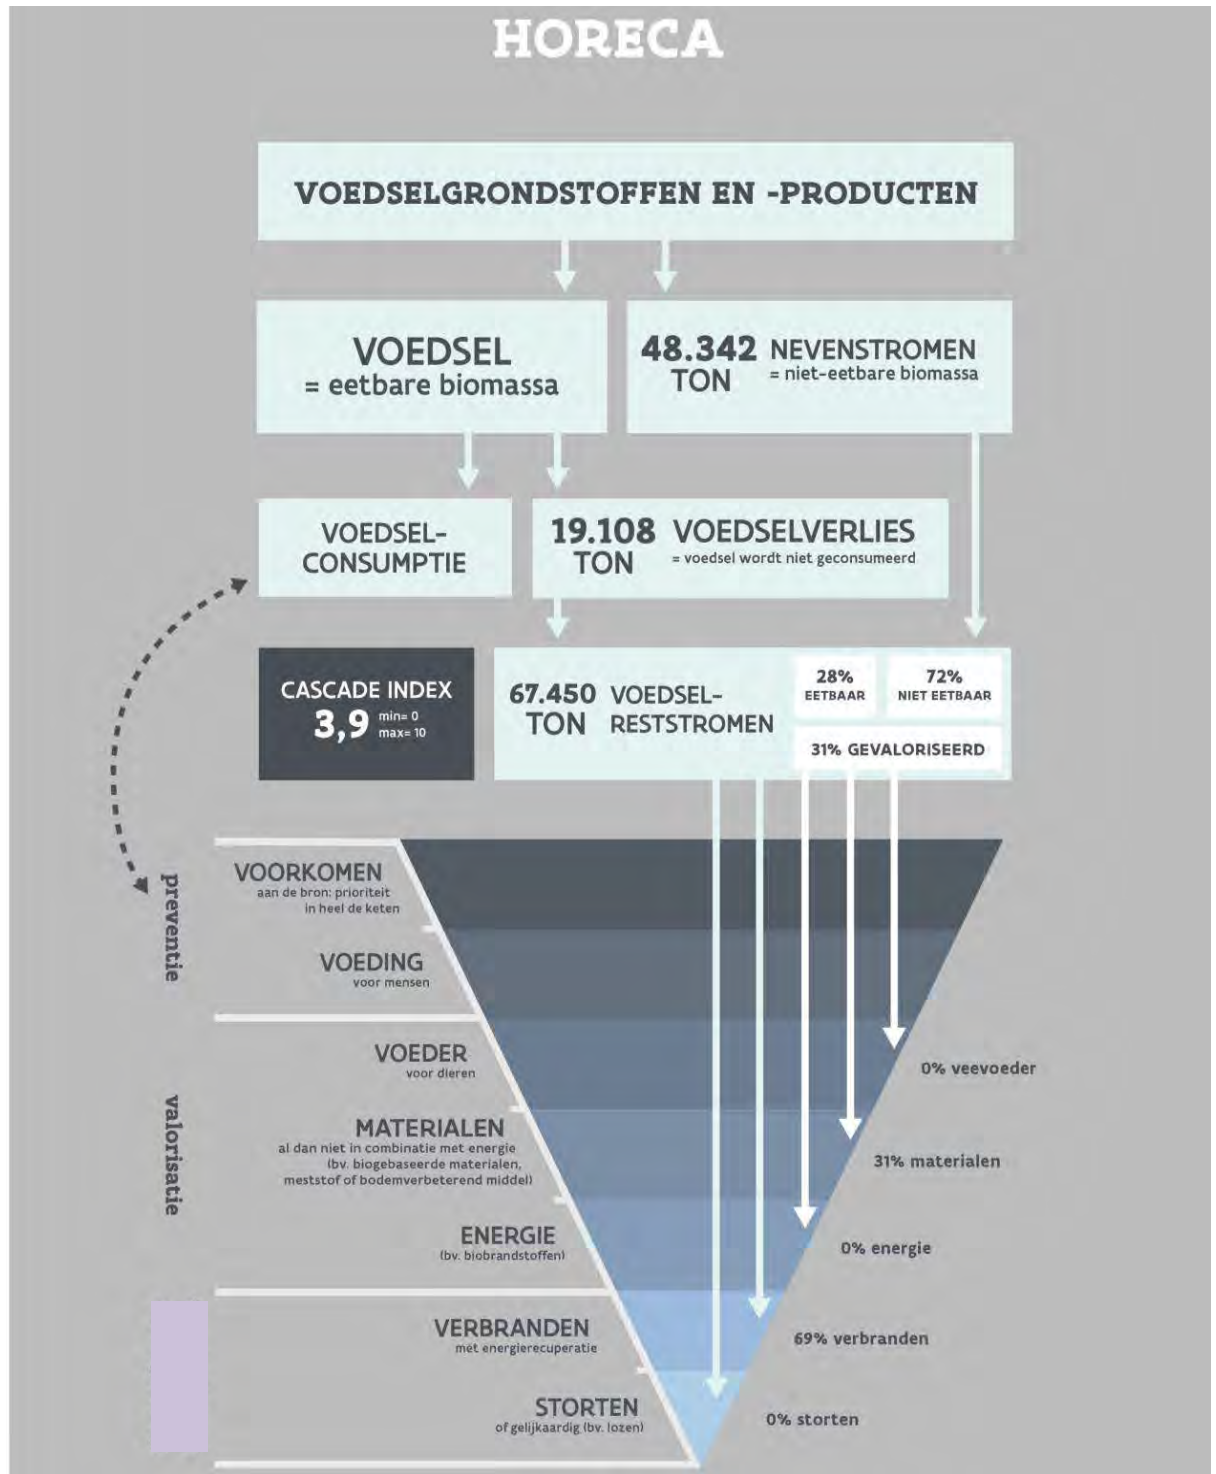 HORECA
VOEDSELGRONDSTOFFEN EN -PRODUCTEN
VOEDSEL
= eetbare biomassa
48.342
TON
NEVENSTROMEN
= niet-eetbare biomassa
VOEDSEL-
CONSUMPTIE
19.108
TON
VOEDSELVERLIES
= voedsel wordt niet geconsumeerd
CASCADE INDEX
3,9
min= 0
max= 10
67.450
TON
VOEDSEL-
RESTSTROMEN
28%
EETBAAR
72%
NIET EETBAAR
31% GEVALORISEERD
preventie
VOORKOMEN
aan de bron: prioriteit
in heel de keten
VOEDING
voor mensen
valorisatie
VOEDER
voor dieren
0% veevoeder
MATERIALEN
al dan niet in combinatie met energie
(bv. biogebaseerde materialen,
meststof of bodemverbeterend middel)
31% materialen
ENERGIE
(bv. biobrandstoffen)
0% energie
VERBRANDEN
met energierecuperatie
69% verbranden
STORTEN
of gelijkaardig (bv. lozen)
0% storten